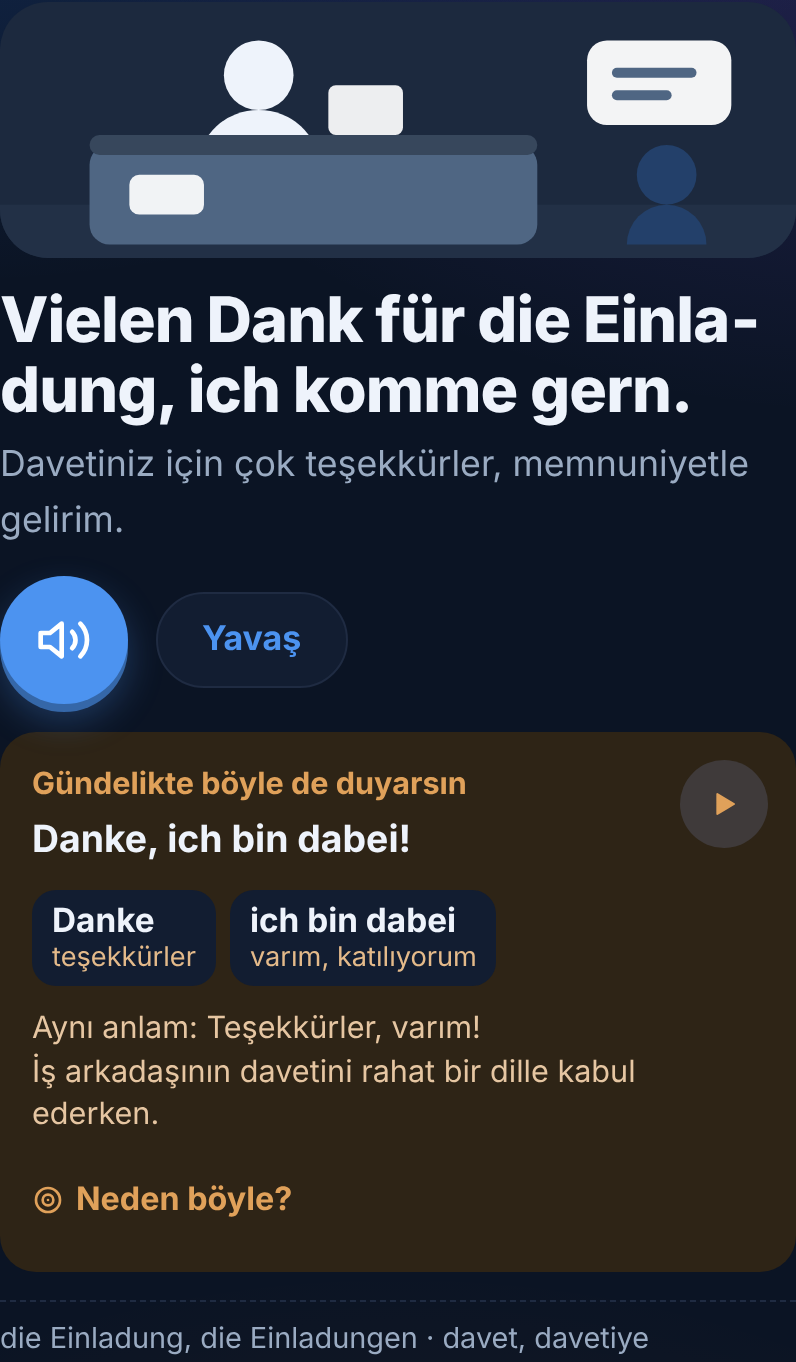 Vielen Dank für die Einla-
dung, ich komme gern.
Davetiniz için çok teşekkürler, memnuniyetle
gelirim.
Yavaş
Gündelikte böyle de duyarsın
Danke, ich bin dabei!
Danke
teşekkürler
ich bin dabei
varım, katılıyorum
Aynı anlam: Teşekkürler, varım!
İş arkadaşının davetini rahat bir dille kabul
ederken.
Neden böyle?
die Einladung, die Einladungen · davet, davetiye